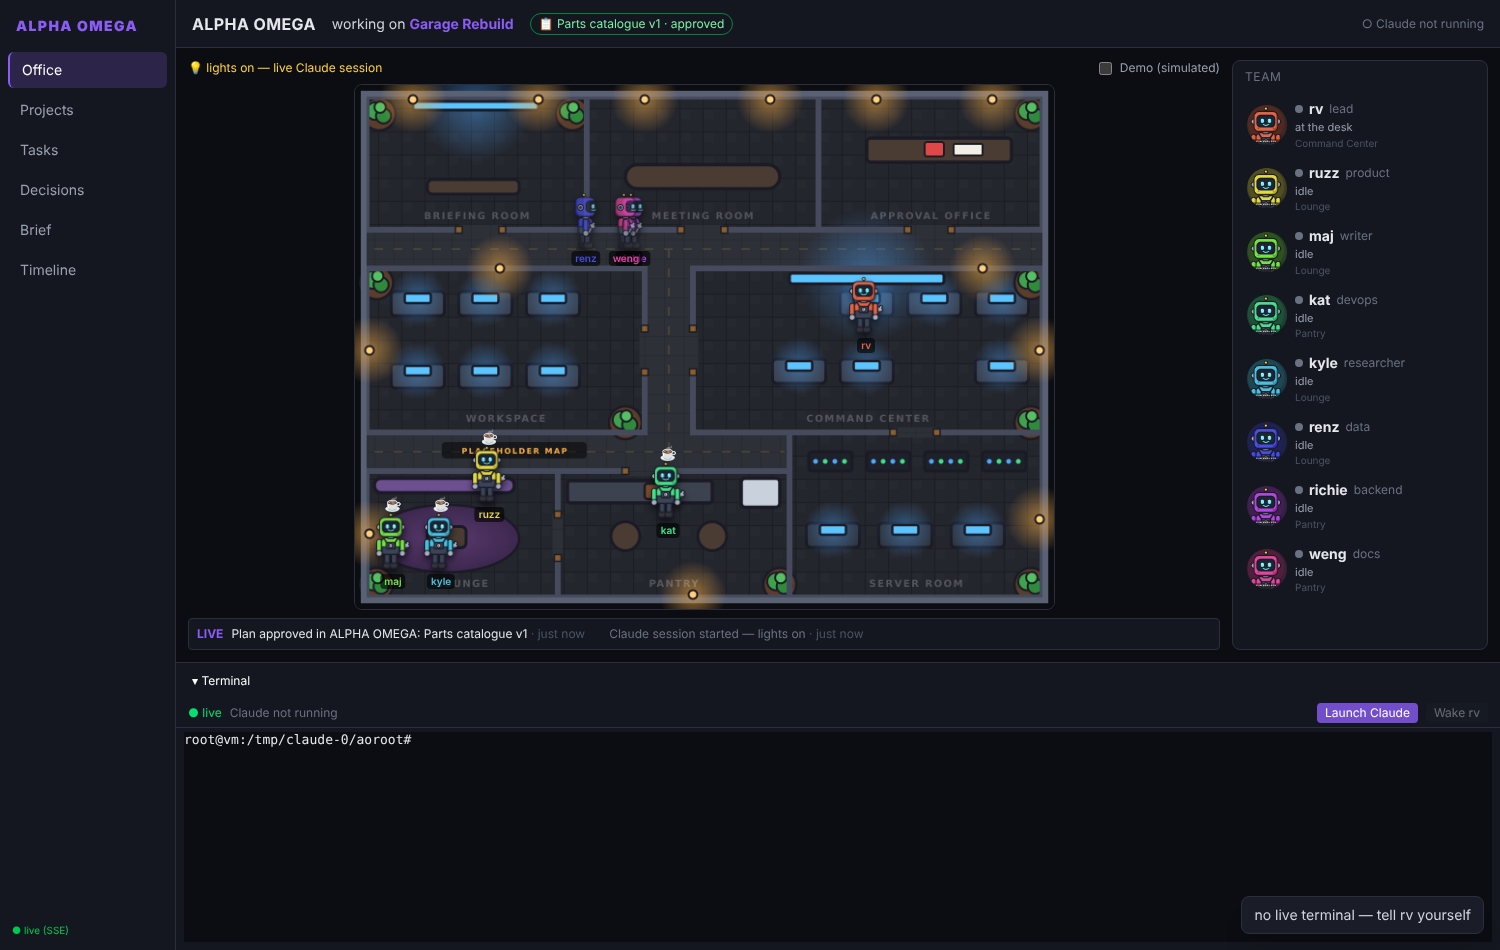 ALPHA OMEGA
Office
Projects
Tasks
Decisions
Brief
Timeline
live (SSE)
ALPHA OMEGA working on Garage Rebuild Parts catalogue v1 · approved
Claude not running
lights on — live Claude session
Demo (simulated)
BRIEFING ROOM
MEETING ROOM
APPROVAL OFFICE
renz
weng
rv
WORKSPACE
COMMAND CENTER
MAP
ruzz
kat
maj
kyle
PANTRY
SERVER ROOM
LIVE Plan approved in ALPHA OMEGA: Parts catalogue v1 · just now Claude session started — lights on · just now
TEAM
rv lead
at the desk
Command Center
ruzz product
idle
Lounge
maj writer
idle
Lounge
kat devops
idle
Pantry
kyle researcher
idle
Lounge
renz data
idle
Lounge
richie backend
idle
Pantry
weng docs
idle
Pantry
▾ Terminal
live Claude not running
Launch Claude
Wake rv
root@vm:/tmp/claude-0/aoroot#
no live terminal — tell rv yourself